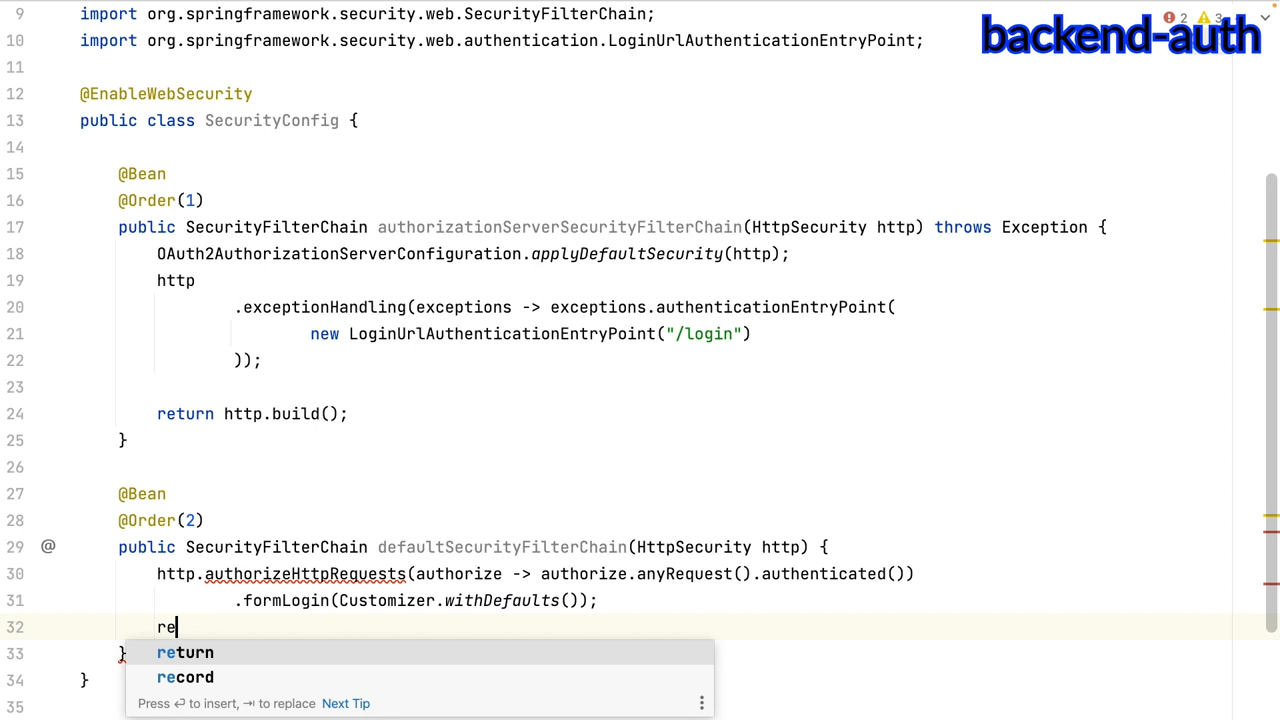 9 import org.springframework.security.web.SecurityFilterChain;
2 3
10 import org.springframework.security.web.authentication.LoginUrlAuthenticationEntryPoint;
backend-auth
11
12 @EnableWebSecurity
13 public class SecurityConfig {
14
15 @Bean
16 @Order(1)
17 public SecurityFilterChain authorizationServerSecurityFilterChain(HttpSecurity http) throws Exception {
18 OAuth2AuthorizationServerConfiguration.applyDefaultSecurity(http);
19 http
20 .exceptionHandling(exceptions -> exceptions.authenticationEntryPoint(
21 new LoginUrlAuthenticationEntryPoint("/login")
22 ));
23
24 return http.build();
25 }
26
27 @Bean
28 @Order(2)
29 @ public SecurityFilterChain defaultSecurityFilterChain(HttpSecurity http) {
30 http.authorizeHttpRequests(authorize -> authorize.anyRequest().authenticated())
31 .formLogin(Customizer.withDefaults());
32 re
33 }
return
record
34 }
Press ⏎ to insert, ⇥ to replace Next Tip
35